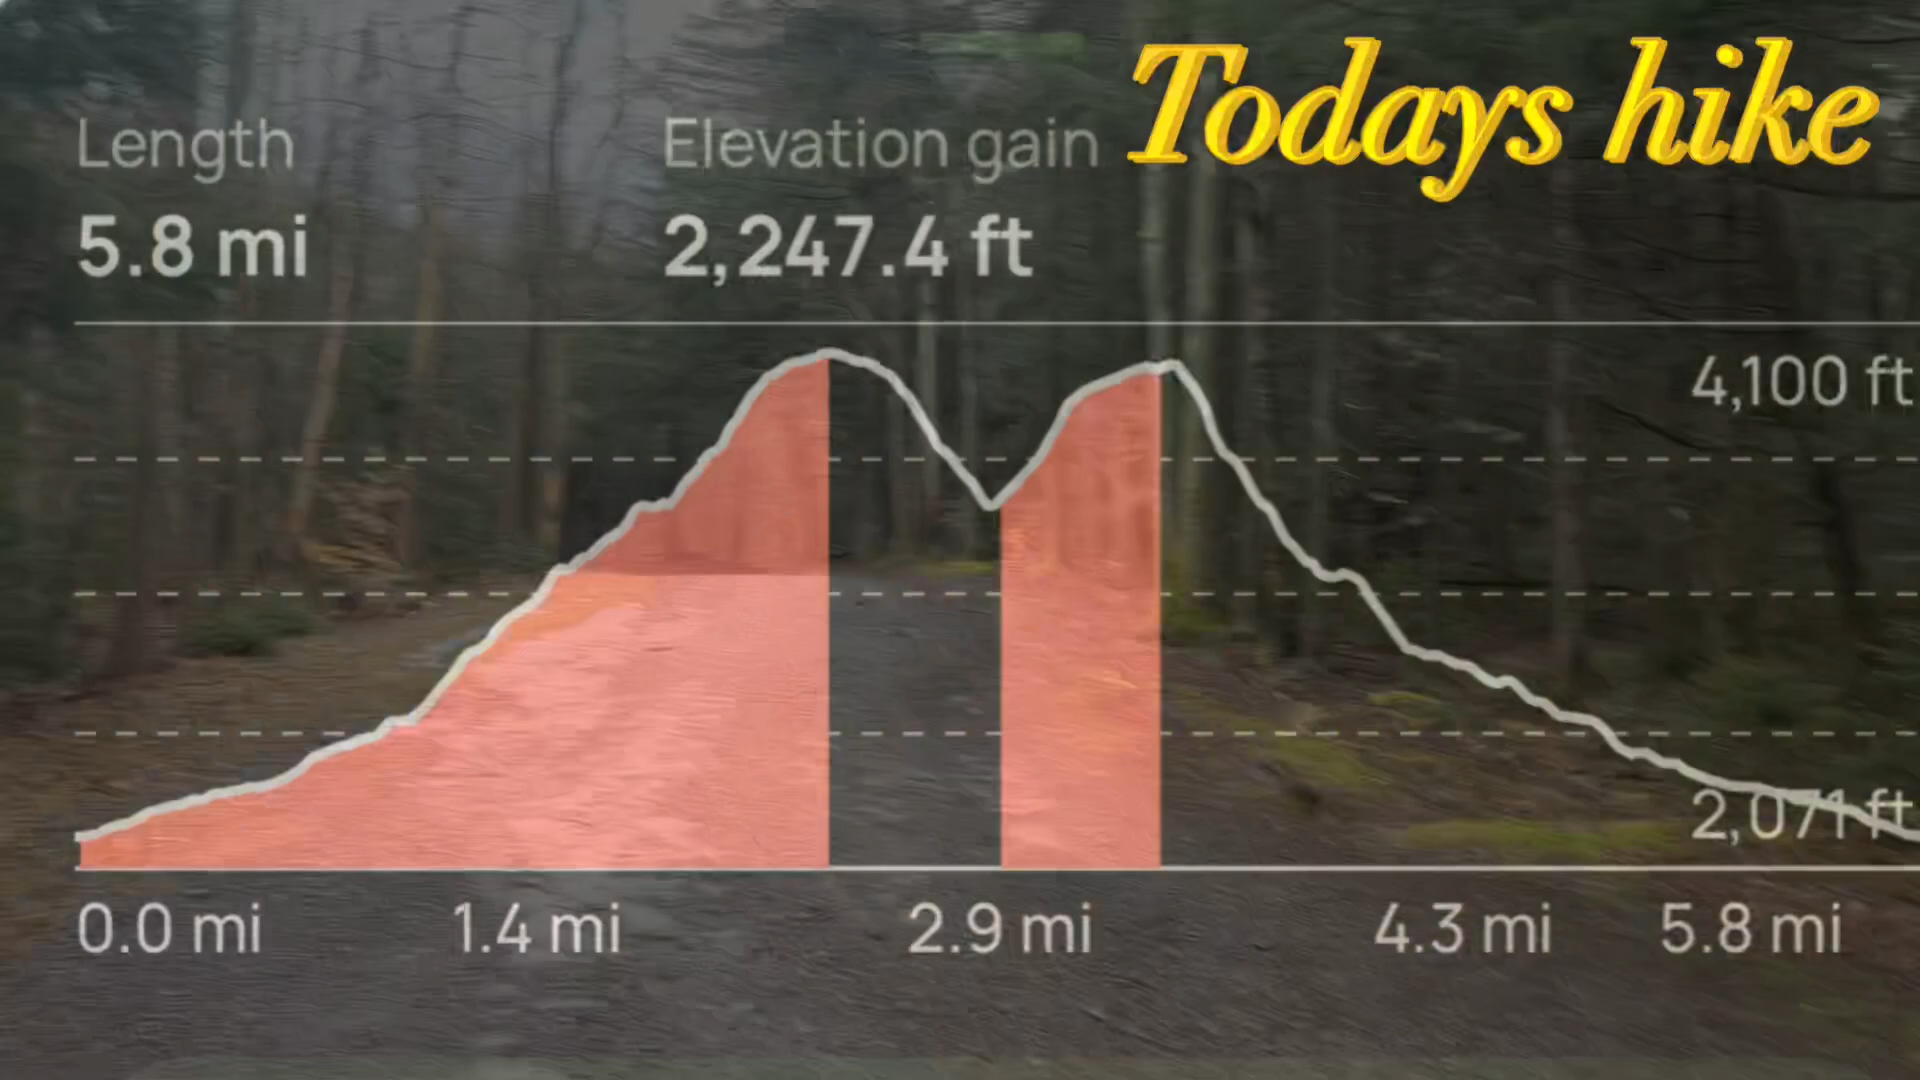 Todays hike
Length
Elevation gain
5.8 mi
2,247.4 ft
4,100 ft
2,071 ft
0.0 mi
1.4 mi
2.9 mi
4.3 mi
5.8 mi